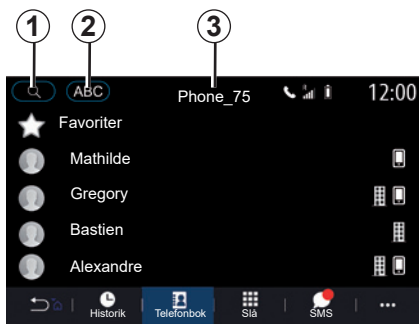 1 2 3
ABC Phone_75 12:00
Favoriter
Mathilde
Gregory
Bastien
Alexandre
Historik Telefonbok Slå SMS